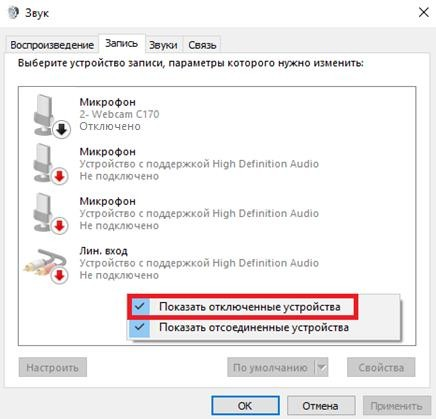 Звук
Воспроизведение Запись Звуки Связь
Выберите устройство записи, параметры которого нужно изменить:
Микрофон
2- Webcam C170
Отключено
Микрофон
Устройство с поддержкой High Definition Audio
Не подключено
Микрофон
Устройство с поддержкой High Definition Audio
Не подключено
Лин. вход
Устройство с поддержкой High Definition Audio
Не подключено
Показать отключенные устройства
Показать отсоединенные устройства
Настроить По умолчанию Свойства
ОК Отмена Применить